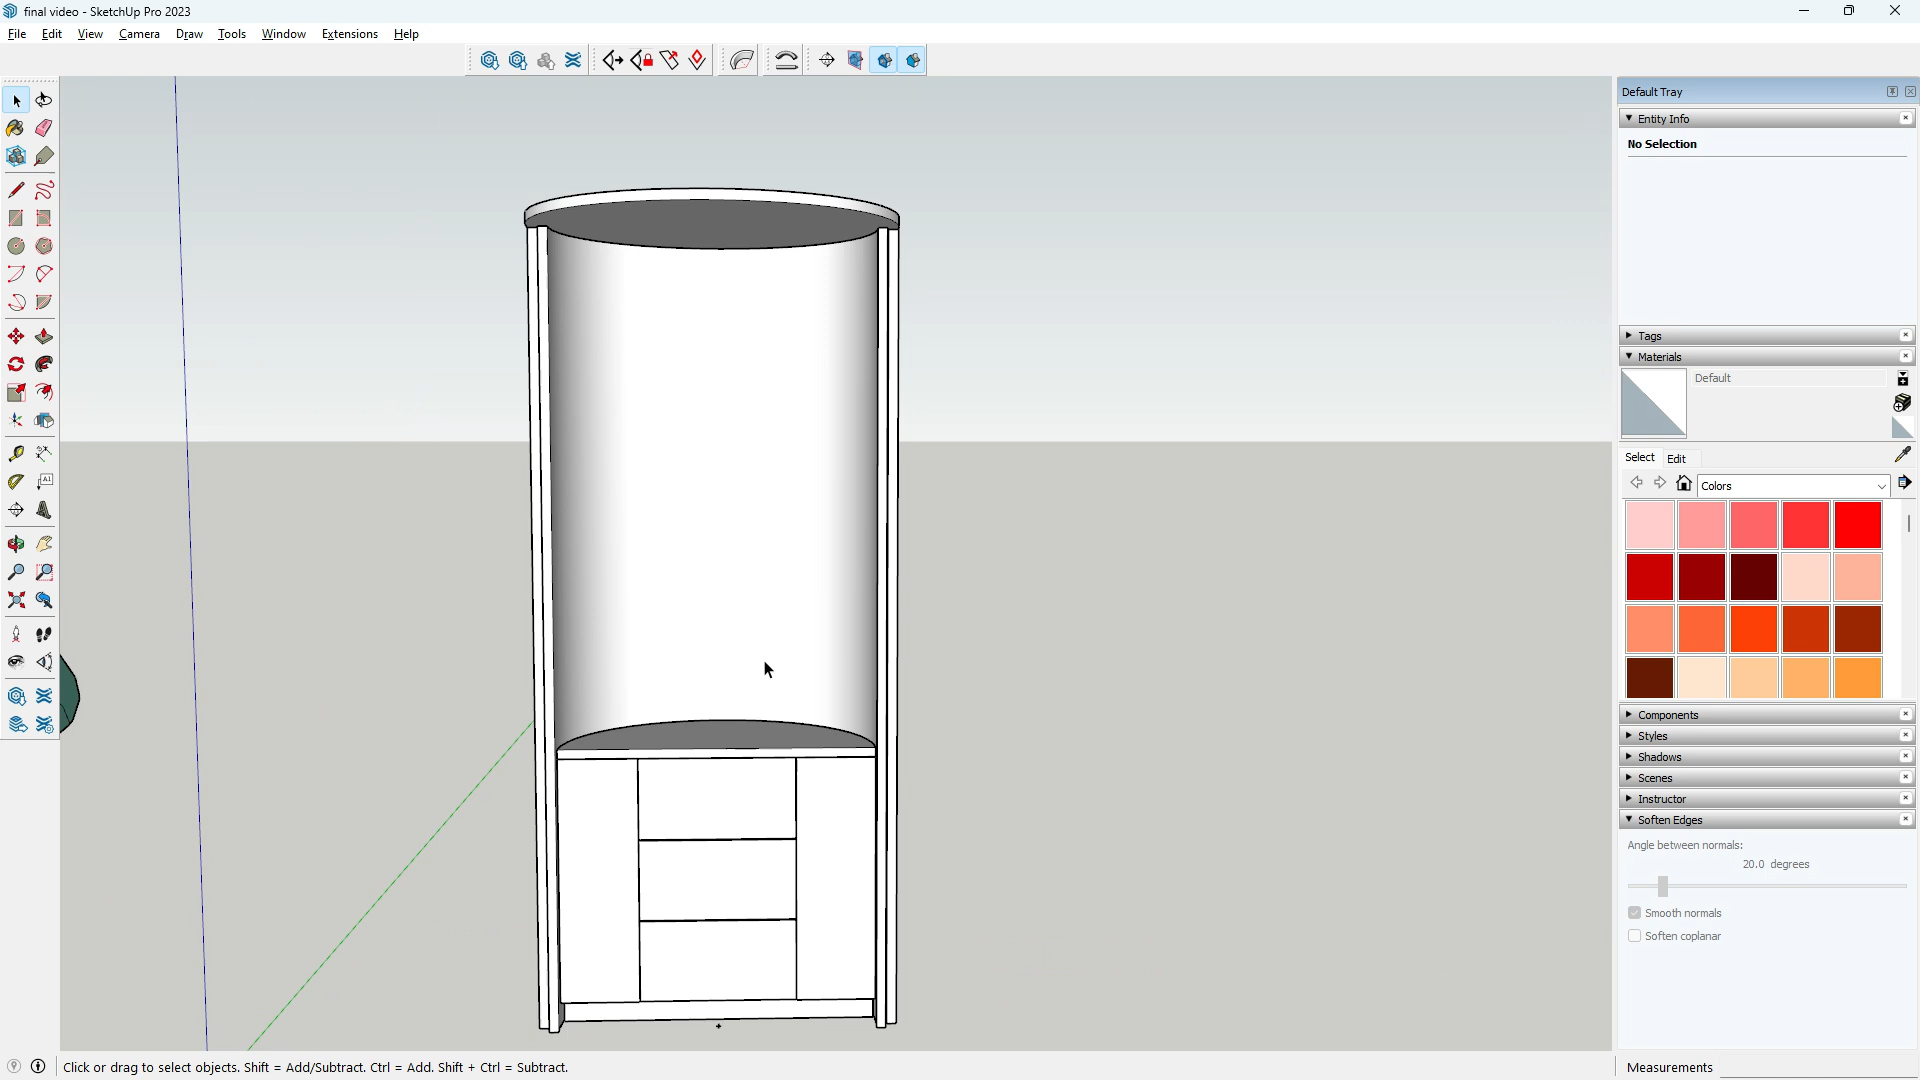 final video - SketchUp Pro 2023
File Edit View Camera Draw Tools Window Extensions Help
Default Tray
Entity Info
No Selection
Tags
Materials
Default
Select Edit
Colors
Components
Styles
Shadows
Scenes
Instructor
Soften Edges
Angle between normals:
20.0 degrees
Smooth normals
Soften coplanar
Click or drag to select objects. Shift = Add/Subtract. Ctrl = Add. Shift + Ctrl = Subtract.
Measurements